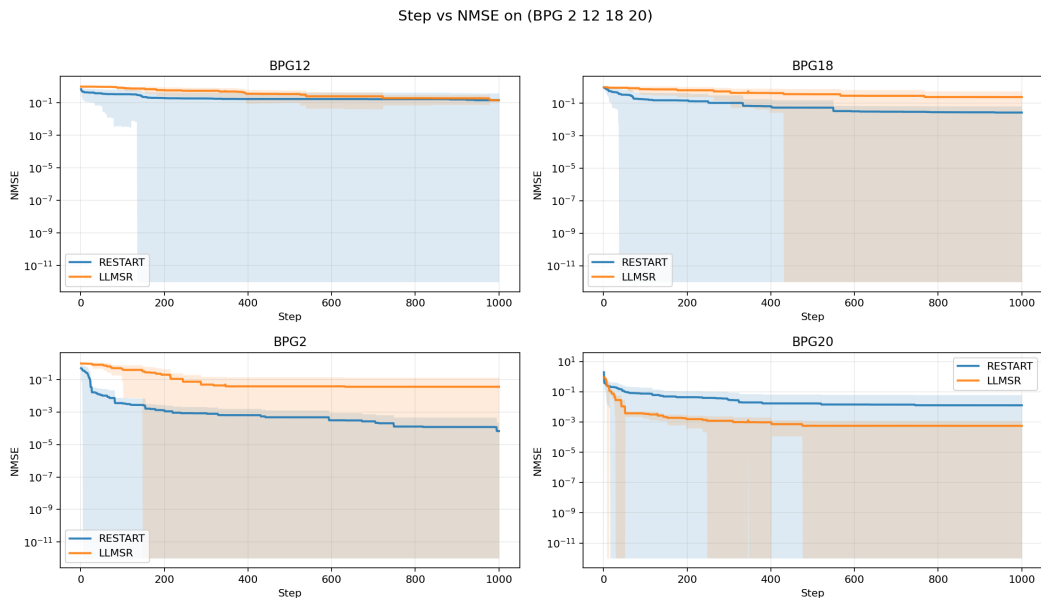 Step vs NMSE on (BPG 2 12 18 20)
BPG12
NMSE
10⁻¹
10⁻³
10⁻⁵
10⁻⁷
10⁻⁹
10⁻¹¹
RESTART
LLMSR
0 200 400 600 800 1000
Step
BPG18
NMSE
10⁻¹
10⁻³
10⁻⁵
10⁻⁷
10⁻⁹
10⁻¹¹
RESTART
LLMSR
0 200 400 600 800 1000
Step
BPG2
NMSE
10⁻¹
10⁻³
10⁻⁵
10⁻⁷
10⁻⁹
10⁻¹¹
RESTART
LLMSR
0 200 400 600 800 1000
Step
BPG20
NMSE
10¹
10⁻¹
10⁻³
10⁻⁵
10⁻⁷
10⁻⁹
10⁻¹¹
RESTART
LLMSR
0 200 400 600 800 1000
Step